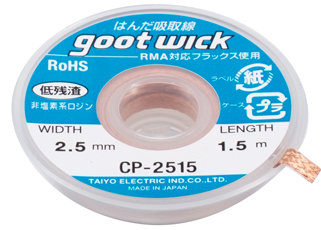 はんだ吸取線
goot wick
RMA対応フラックス使用
RoHS
低残渣
非塩素系ロジン
ラベル 紙
ケース プラ
WIDTH
2.5 mm
LENGTH
1.5 m
CP-2515
TAIYO ELECTRIC IND.CO.,LTD.
MADE IN JAPAN